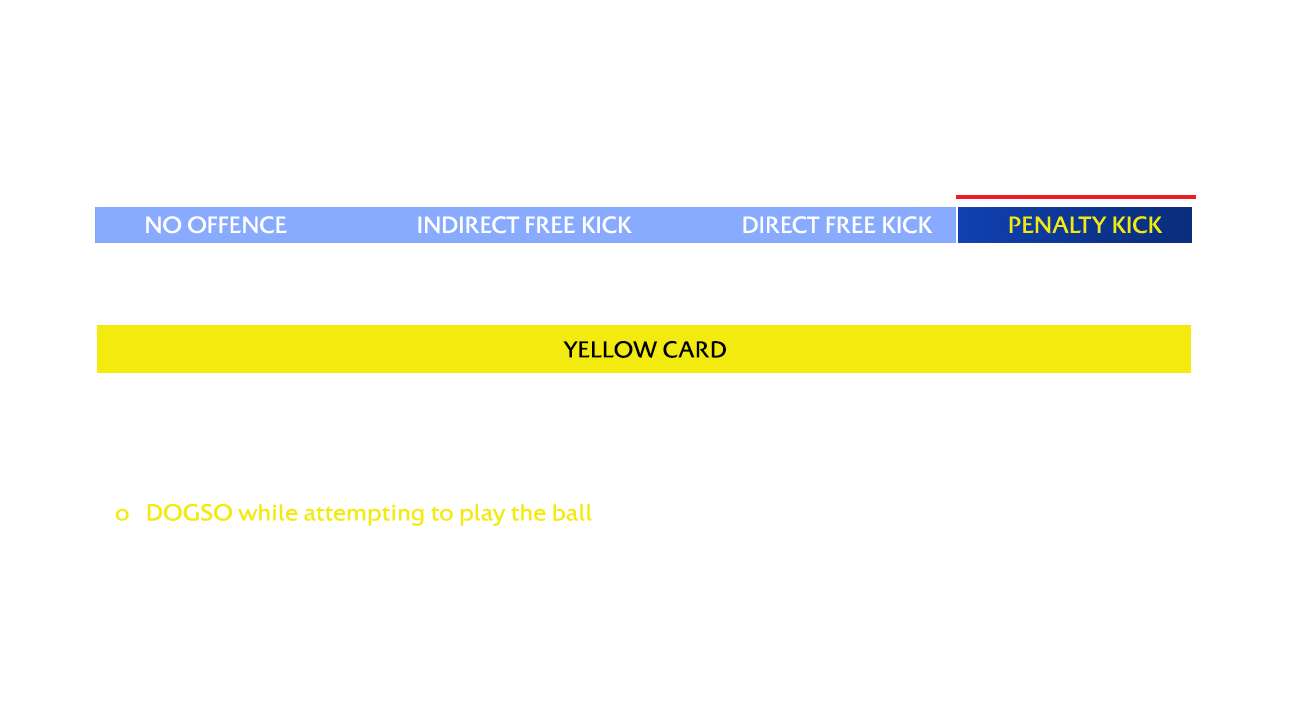 NO OFFENCE INDIRECT FREE KICK DIRECT FREE KICK PENALTY KICK
YELLOW CARD
o DOGSO while attempting to play the ball